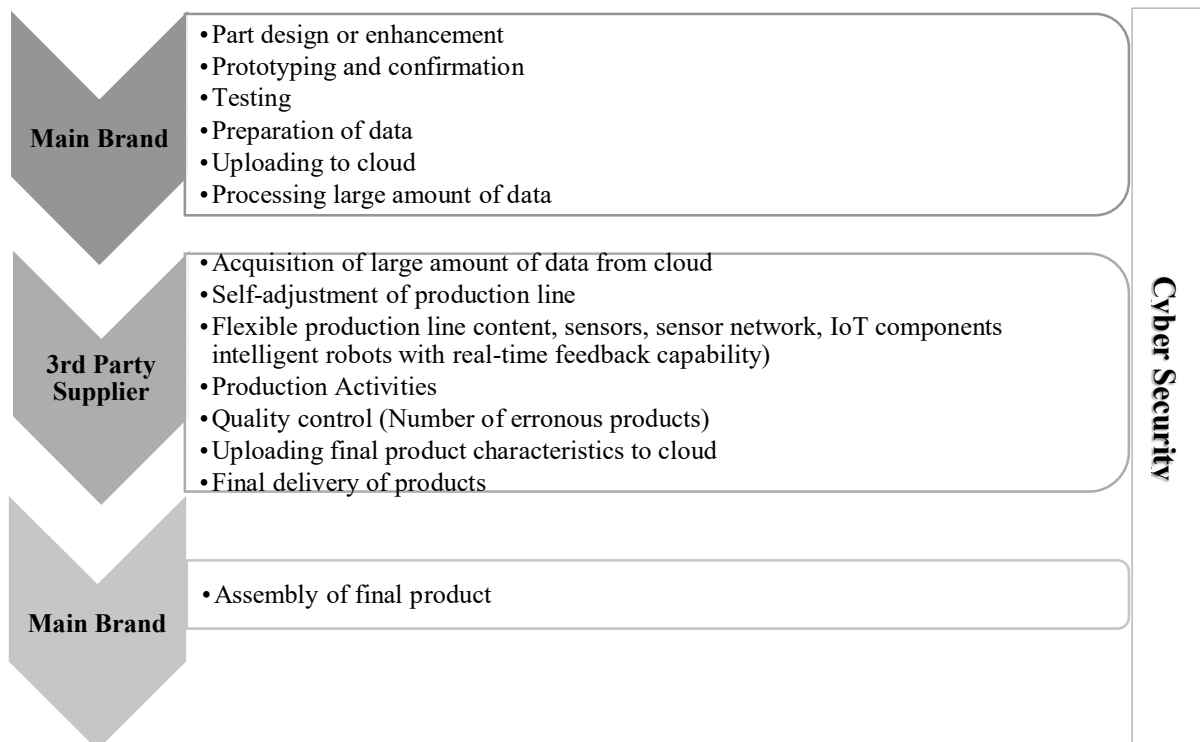 Main Brand
•Part design or enhancement
•Prototyping and confirmation
•Testing
•Preparation of data
•Uploading to cloud
•Processing large amount of data
3rd Party
Supplier
•Acquisition of large amount of data from cloud
•Self-adjustment of production line
•Flexible production line content, sensors, sensor network, IoT components
intelligent robots with real-time feedback capability)
•Production Activities
•Quality control (Number of erronous products)
•Uploading final product characteristics to cloud
•Final delivery of products
Main Brand
•Assembly of final product
Cyber Security